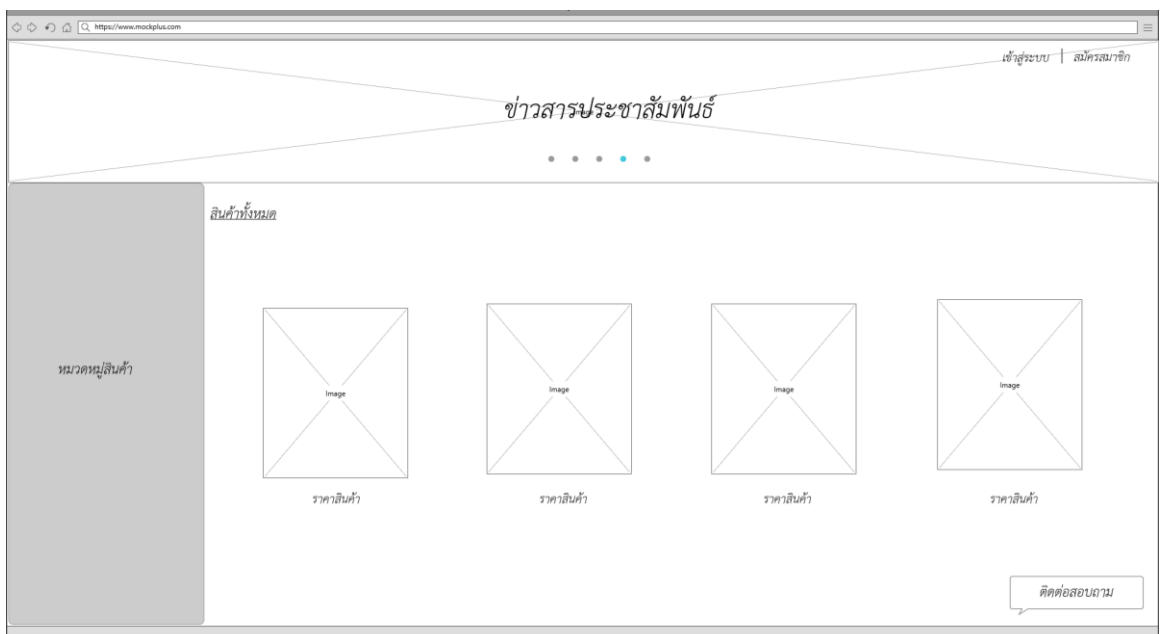 https://www.mockplus.com
เข้าสู่ระบบ | สมัครสมาชิก
ข่าวสารประชาสัมพันธ์
Image
สินค้าทั้งหมด
หมวดหมู่สินค้า
Image Image Image Image
ราคาสินค้า ราคาสินค้า ราคาสินค้า ราคาสินค้า
ติดต่อสอบถาม